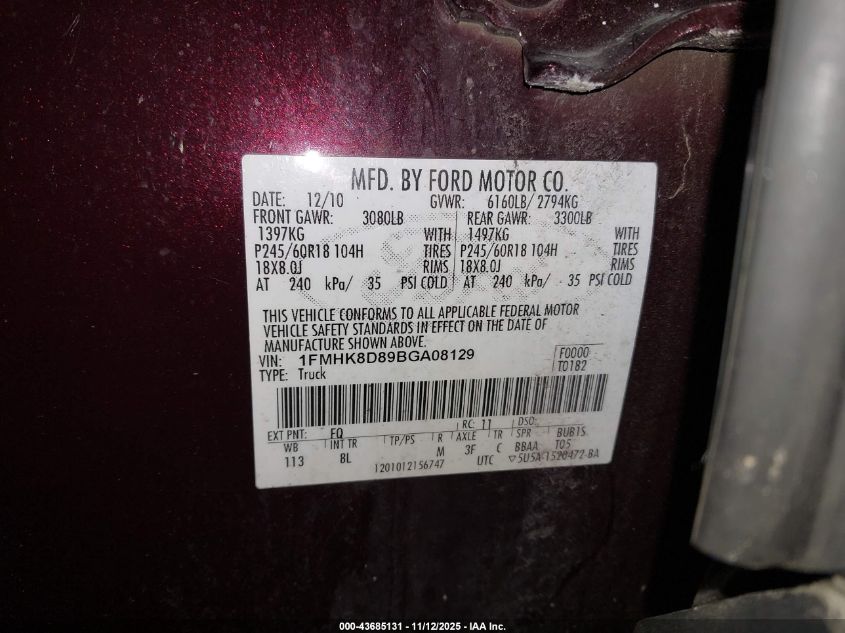 MFD. BY FORD MOTOR CO.
DATE: 12/10 GVWR: 6160LB/ 2794KG
FRONT GAWR: 3080LB REAR GAWR: 3300LB
1397KG WITH 1497KG WITH
P245/60R18 104H TIRES P245/60R18 104H TIRES
18X8.0J RIMS 18X8.0J RIMS
AT 240 kPa/ 35 PSI COLD AT 240 kPa/ 35 PSI COLD
THIS VEHICLE CONFORMS TO ALL APPLICABLE FEDERAL MOTOR
VEHICLE SAFETY STANDARDS IN EFFECT ON THE DATE OF
MANUFACTURE SHOWN ABOVE.
VIN: 1FMHK8D89BGA08129 F0000
TYPE: Truck T0182
EXT PNT: FQ RC: 11 DSO:
WB INT TR TP/PS R AXLE TR SPR BUB1S
113 BL M 3F C BBAA T05
1201012156747 UTC ▽5U5A-1520472-BA
000-43685131 - 11/12/2025 - IAA Inc.